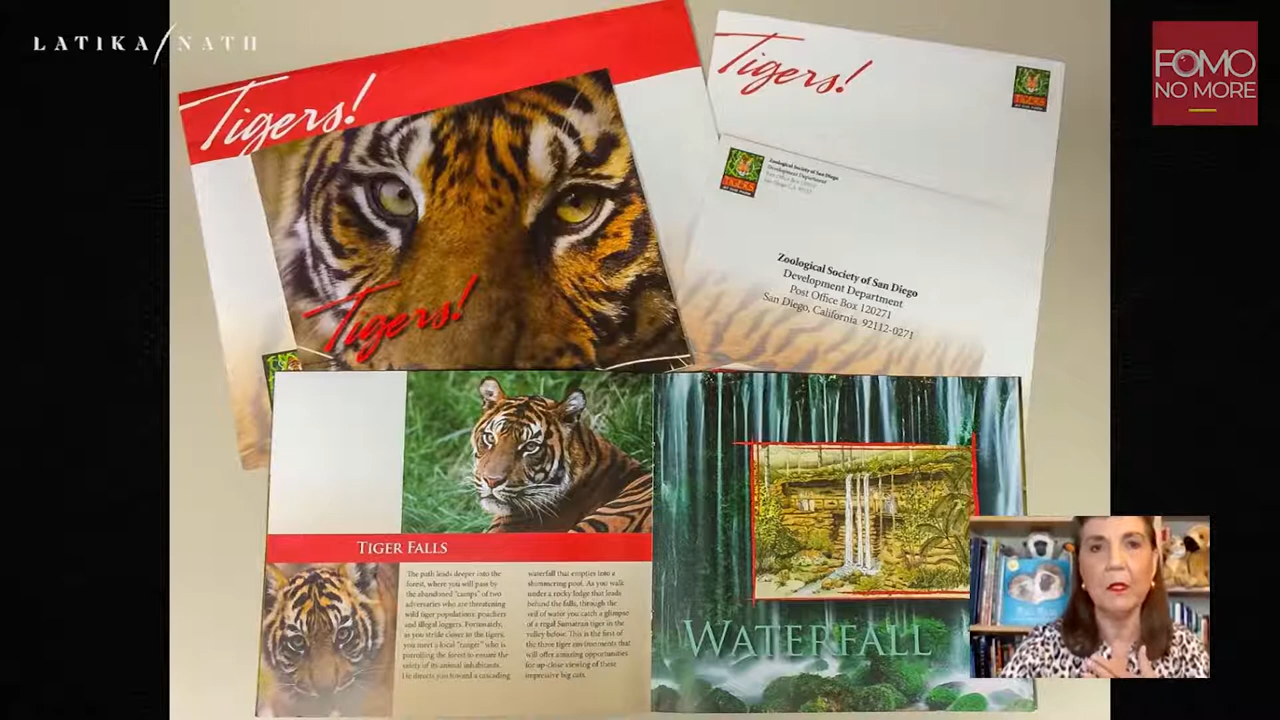 LATIKA/NATH
FOMO
NO MORE
Tigers!
Tigers!
Tigers!
Zoological Society of San Diego
Development Department
Zoological Society of San Diego
Development Department
Post Office Box 120271
San Diego, California 92112-0271
TIGER FALLS
The path leads deeper into the
forest, where you will pass by
the abandoned "camps" of two
adversaries who are threatening
wild tiger populations: poachers
and illegal loggers. Fortunately,
as you stride closer to the tigers,
you meet a local "ranger" who is
patrolling the forest to ensure the
safety of its animal inhabitants.
He directs you toward a cascading
waterfall that empties into a
shimmering pool. As you walk
under a rocky ledge that leads
behind the falls, through the
veil of water you catch a glimpse
of a regal Sumatran tiger in the
valley below. This is the first of
the three tiger environments that
will offer amazing opportunities
for up-close viewing of these
impressive big cats.
WATERFALL